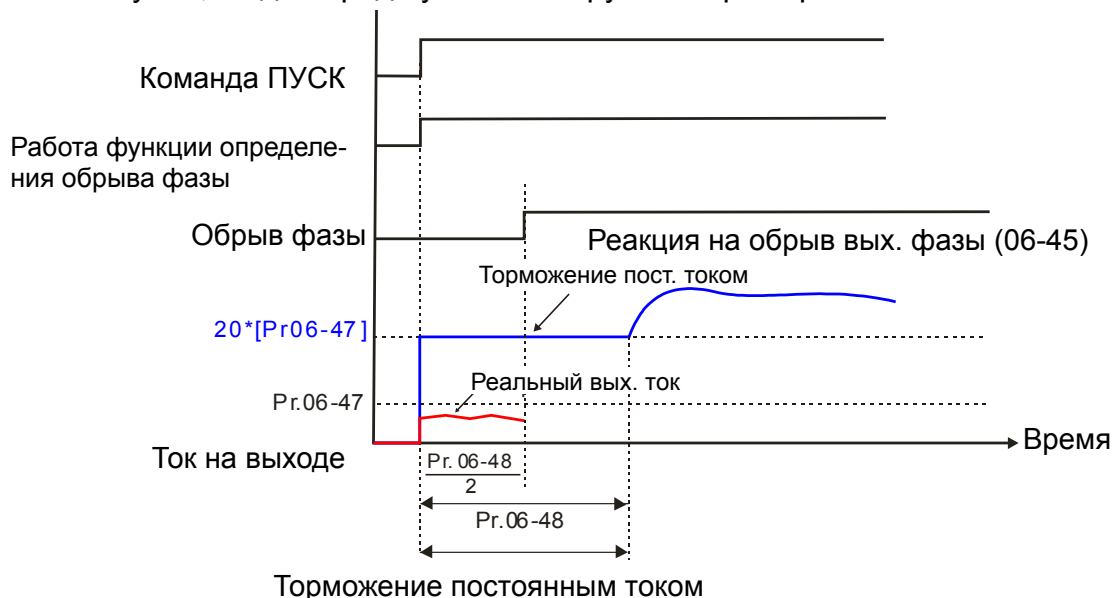 Команда ПУСК
Работа функции определе-
ния обрыва фазы
Обрыв фазы
Реакция на обрыв вых. фазы (06-45)
Торможение пост. током
20*[Pr06-47]
Реальный вых. ток
Pr.06-47
Время
Ток на выходе
Pr. 06-48
2
Pr.06-48
Торможение постоянным током